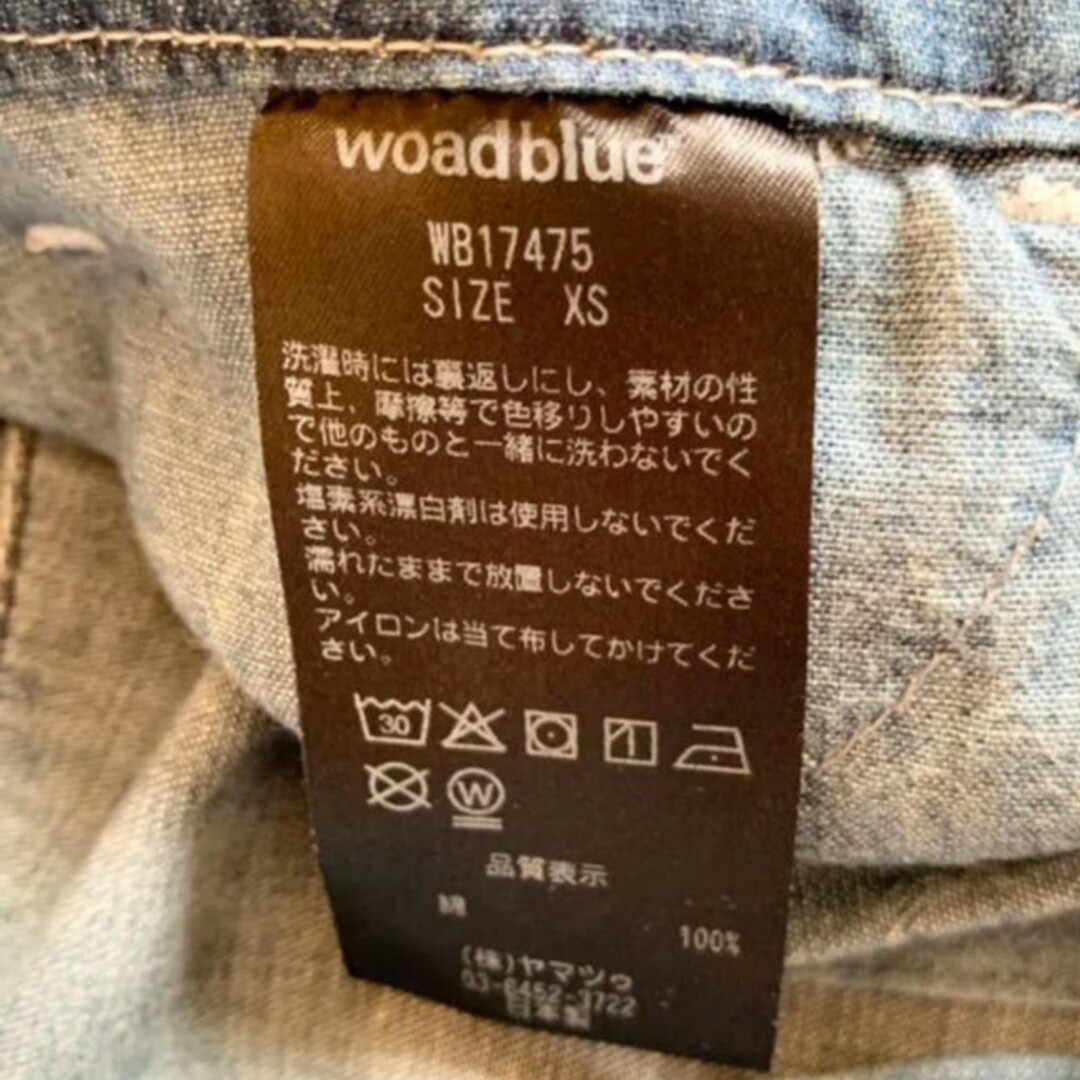 woadblue
WB17475
SIZE XS
洗濯時には裏返しにし、素材の性
質上、摩擦等で色移りしやすいの
で他のものと一緒に洗わないでく
ださい。
塩素系漂白剤は使用しないでくだ
さい。
濡れたままで放置しないでくださ
い。
アイロンは当て布してかけてくだ
さい。
30
W
品質表示
綿 100%
(株)ヤマツゥ
03-6452-3722
日本製